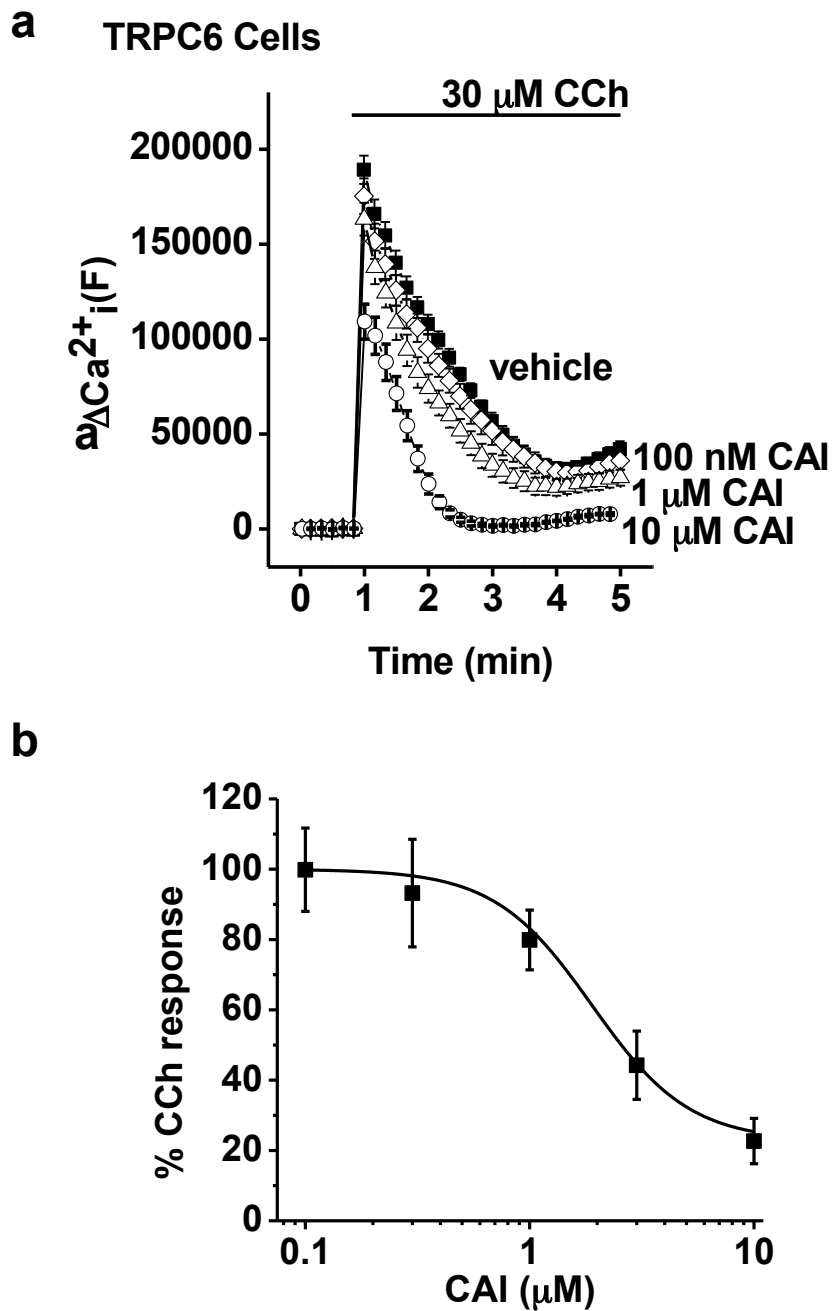 a
TRPC6 Cells
30 μM CCh
200000
150000
100000
50000
0
aΔCa2+i(F)
vehicle
100 nM CAI
1 μM CAI
10 μM CAI
0 1 2 3 4 5
Time (min)
b
120
100
80
60
40
20
0
% CCh response
0.1 1 10
CAI (μM)